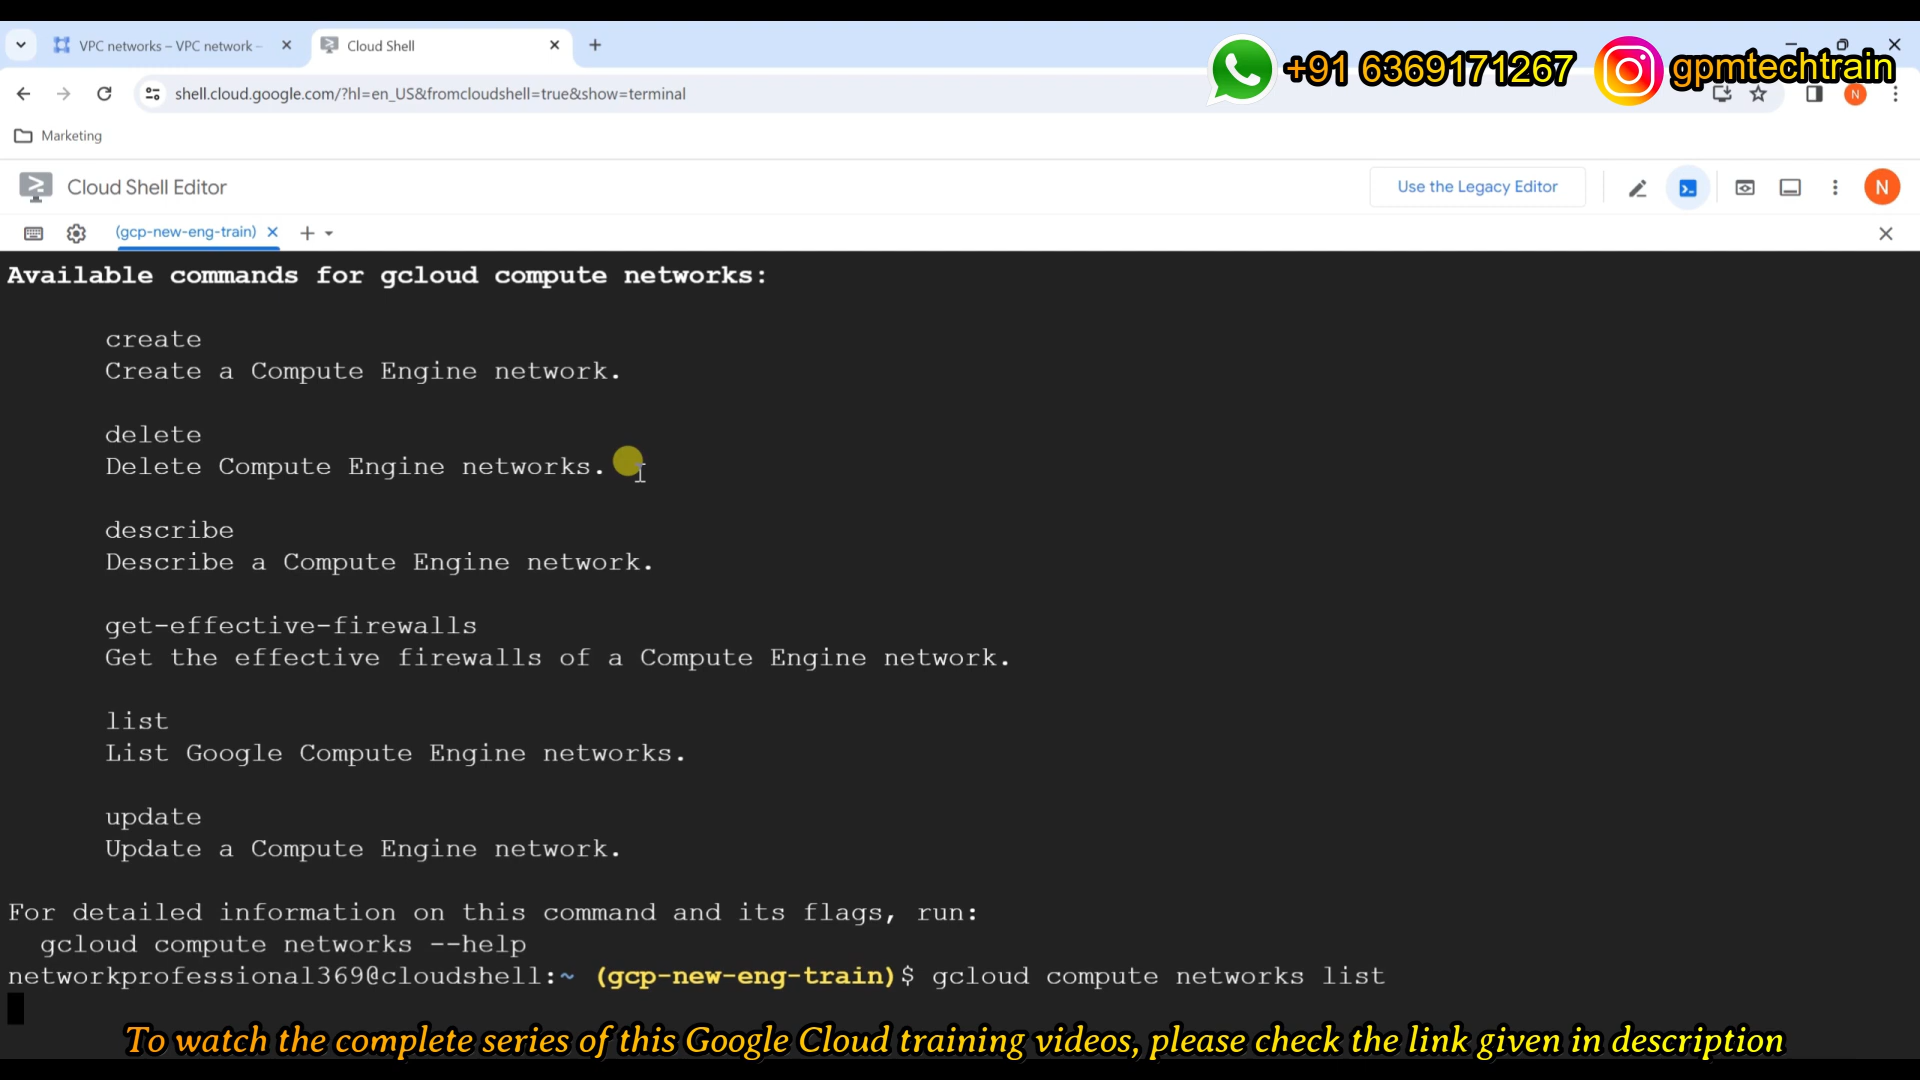 VPC networks – VPC network –
Cloud Shell
+91 6369171267
gpmtechtrain
shell.cloud.google.com/?hl=en_US&fromcloudshell=true&show=terminal
N
Marketing
Cloud Shell Editor
Use the Legacy Editor
N
(gcp-new-eng-train)
Available commands for gcloud compute networks:
create
Create a Compute Engine network.
delete
Delete Compute Engine networks.
describe
Describe a Compute Engine network.
get-effective-firewalls
Get the effective firewalls of a Compute Engine network.
list
List Google Compute Engine networks.
update
Update a Compute Engine network.
For detailed information on this command and its flags, run:
gcloud compute networks --help
networkprofessional369@cloudshell:~ (gcp-new-eng-train)$ gcloud compute networks list
To watch the complete series of this Google Cloud training videos, please check the link given in description